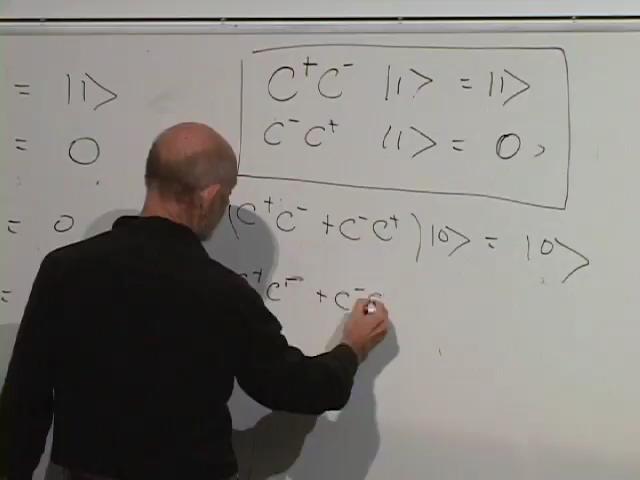 = |1>
= 0
= 0
=
C⁺C⁻ |1> = |1>
C⁻C⁺ |1> = 0,
(C⁺C⁻ + C⁻C⁺)|0> = |0>
⁺C⁻ + C⁻C